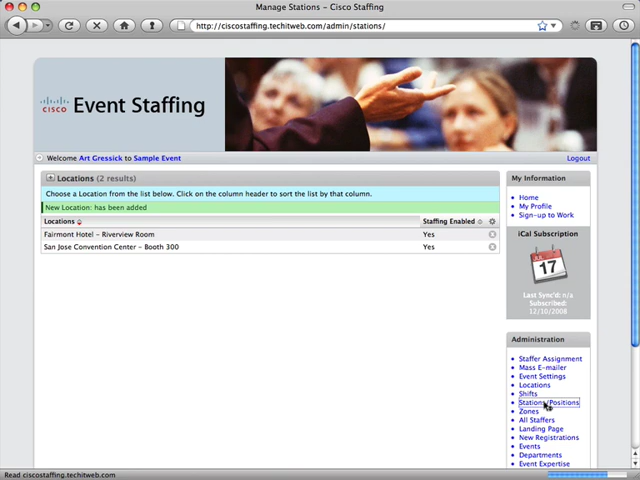 Manage Stations – Cisco Staffing
http://ciscostaffing.techitweb.com/admin/stations/
CISCO Event Staffing
Welcome Art Gressick to Sample Event
Logout
Locations (2 results)
Choose a Location from the list below. Click on the column header to sort the list by that column.
New Location: has been added
Locations Staffing Enabled
Fairmont Hotel – Riverview Room Yes
San Jose Convention Center – Booth 300 Yes
My Information
Home
My Profile
Sign-up to Work
iCal Subscription
17
Last Sync'd: n/a
Subscribed:
12/10/2008
Administration
Staffer Assignment
Mass E-mailer
Event Settings
Locations
Shifts
Stations/Positions
Zones
All Staffers
Landing Page
New Registrations
Events
Departments
Event Expertise
Read ciscostaffing.techitweb.com